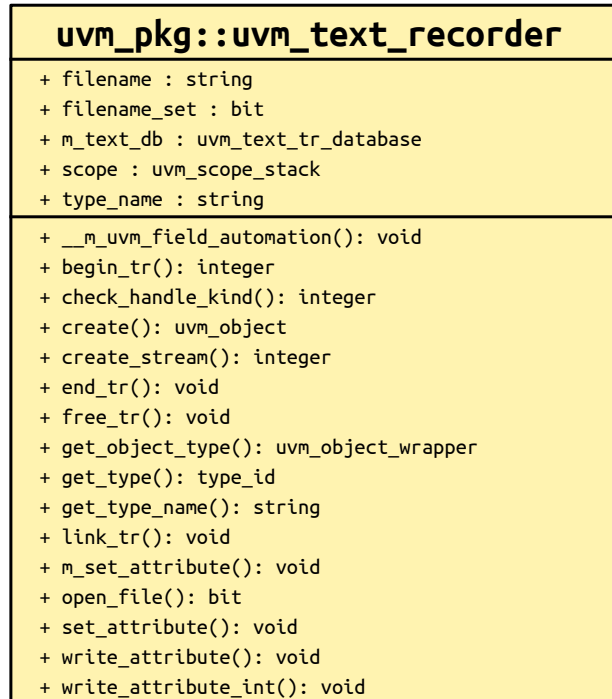 uvm_pkg::uvm_text_recorder
+ filename : string
+ filename_set : bit
+ m_text_db : uvm_text_tr_database
+ scope : uvm_scope_stack
+ type_name : string
+ __m_uvm_field_automation(): void
+ begin_tr(): integer
+ check_handle_kind(): integer
+ create(): uvm_object
+ create_stream(): integer
+ end_tr(): void
+ free_tr(): void
+ get_object_type(): uvm_object_wrapper
+ get_type(): type_id
+ get_type_name(): string
+ link_tr(): void
+ m_set_attribute(): void
+ open_file(): bit
+ set_attribute(): void
+ write_attribute(): void
+ write_attribute_int(): void